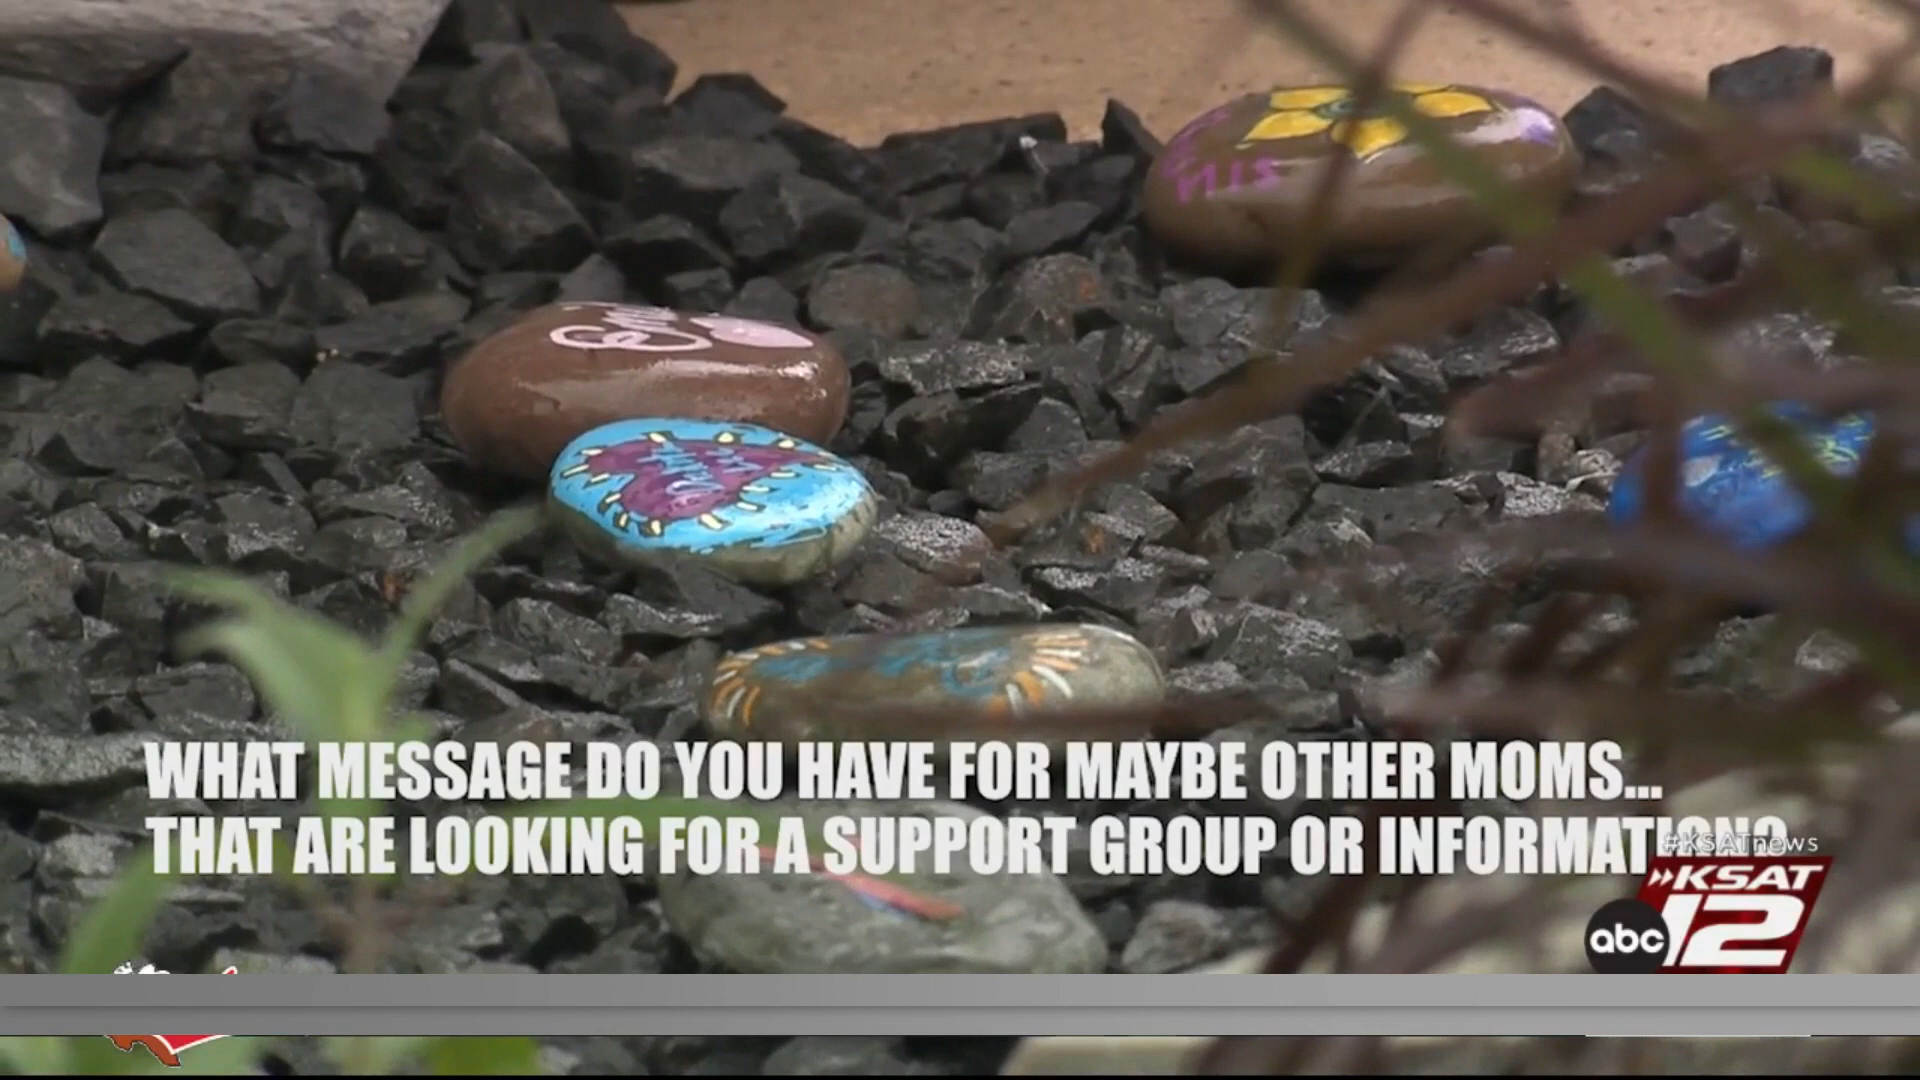 WHAT MESSAGE DO YOU HAVE FOR MAYBE OTHER MOMS...
THAT ARE LOOKING FOR A SUPPORT GROUP OR INFORMATION?
#KSATnews
KSAT
abc 12